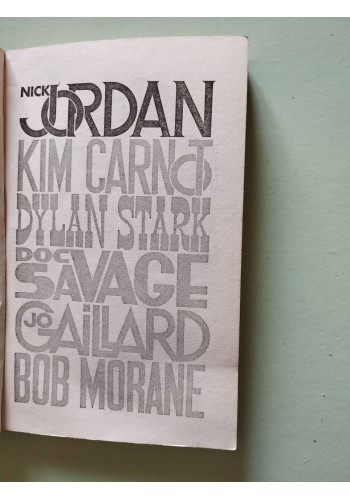 NICK
JORDAN
KIM CARNOT
DYLAN STARK
DOC
SAVAGE
JO
GAILLARD
BOB MORANE